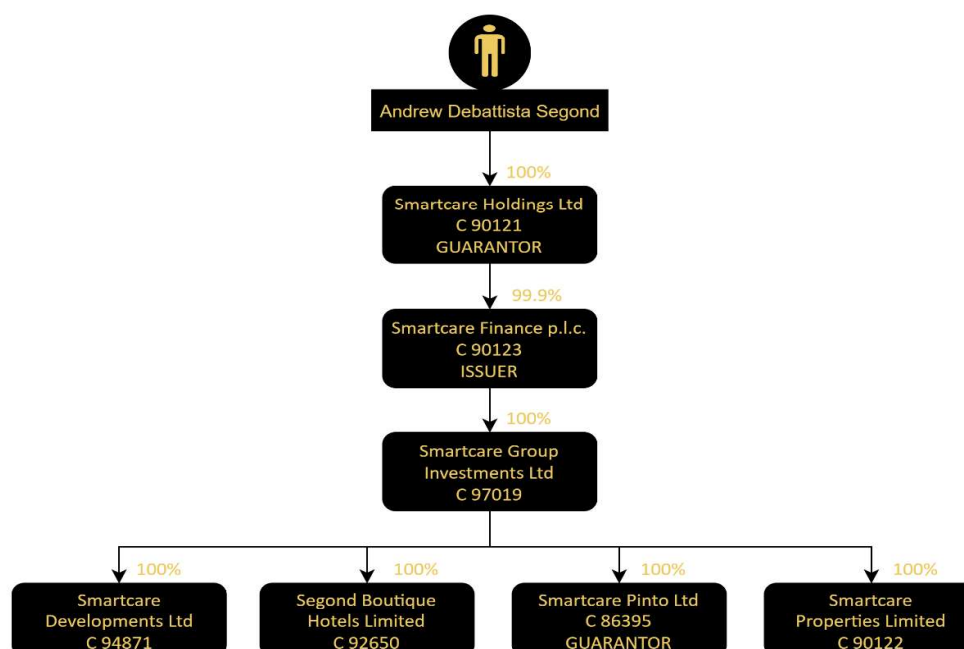 Andrew Debattista Segond
100%
Smartcare Holdings Ltd
C 90121
GUARANTOR
99.9%
Smartcare Finance p.l.c.
C 90123
ISSUER
100%
Smartcare Group
Investments Ltd
C 97019
100%
Smartcare
Developments Ltd
C 94871
100%
Segond Boutique
Hotels Limited
C 92650
100%
Smartcare Pinto Ltd
C 86395
GUARANTOR
100%
Smartcare
Properties Limited
C 90122